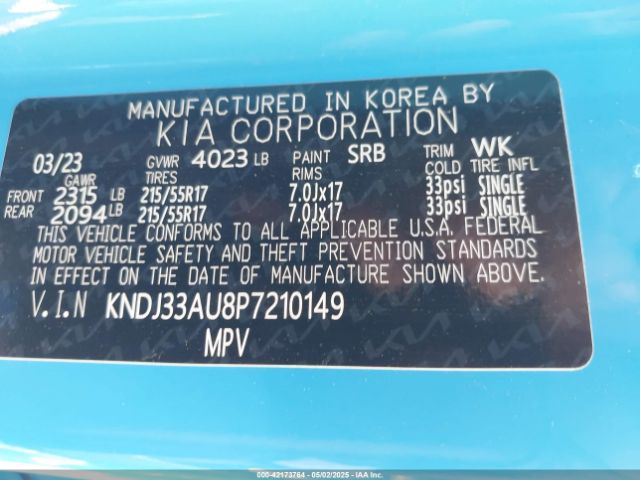 MANUFACTURED IN KOREA BY
KIA CORPORATION
03/23 GVWR 4023 LB PAINT SRB TRIM WK
GAWR TIRES RIMS COLD TIRE INFL
FRONT 2315 LB 215/55R17 7.0Jx17 33psi SINGLE
REAR 2094 LB 215/55R17 7.0Jx17 33psi SINGLE
THIS VEHICLE CONFORMS TO ALL APPLICABLE U.S.A. FEDERAL
MOTOR VEHICLE SAFETY AND THEFT PREVENTION STANDARDS
IN EFFECT ON THE DATE OF MANUFACTURE SHOWN ABOVE.
V.I.N KNDJ33AU8P7210149
MPV
000-42173764 - 05/02/2025 - IAA Inc.